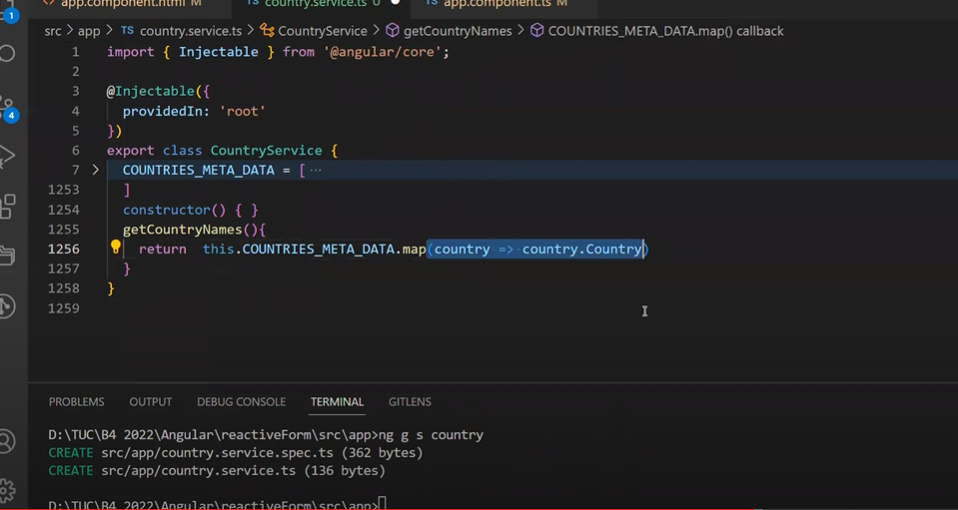 app.component.html M
TS country.service.ts U
TS app.component.ts M
src > app > TS country.service.ts > CountryService > getCountryNames > COUNTRIES_META_DATA.map() callback
1 import { Injectable } from '@angular/core';
2
3 @Injectable({
4 providedIn: 'root'
5 })
6 export class CountryService {
7 > COUNTRIES_META_DATA = [ ···
1253 ]
1254 constructor() { }
1255 getCountryNames(){
1256 return this.COUNTRIES_META_DATA.map(country => country.Country)
1257 }
1258 }
1259
1
4
PROBLEMS OUTPUT DEBUG CONSOLE TERMINAL GITLENS
D:\TUC\B4 2022\Angular\reactiveForm\src\app>ng g s country
CREATE src/app/country.service.spec.ts (362 bytes)
CREATE src/app/country.service.ts (136 bytes)
D:\TUC\B4 2022\Angular\reactiveForm\src\app>